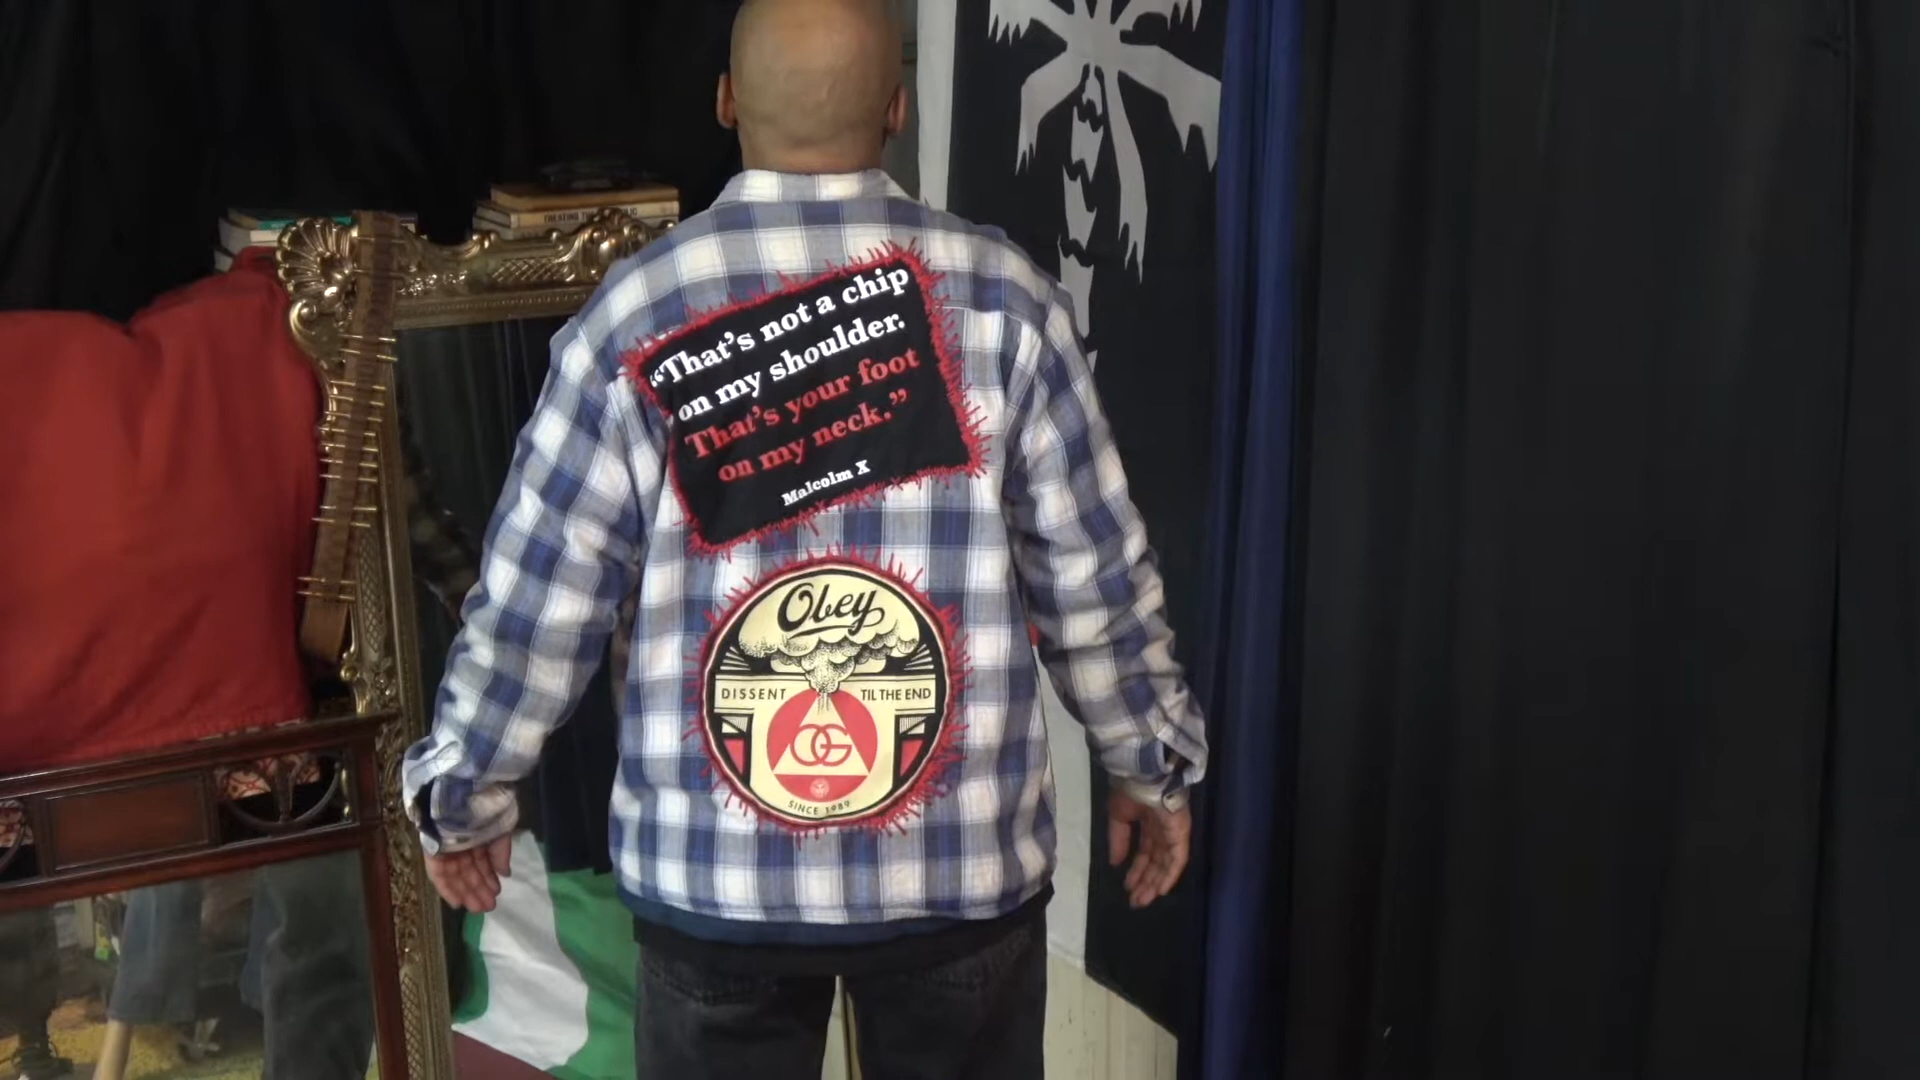 “That’s not a chip
on my shoulder.
That’s your foot
on my neck.”
Malcolm X
Obey
DISSENT TIL THE END
OG
SINCE 1989